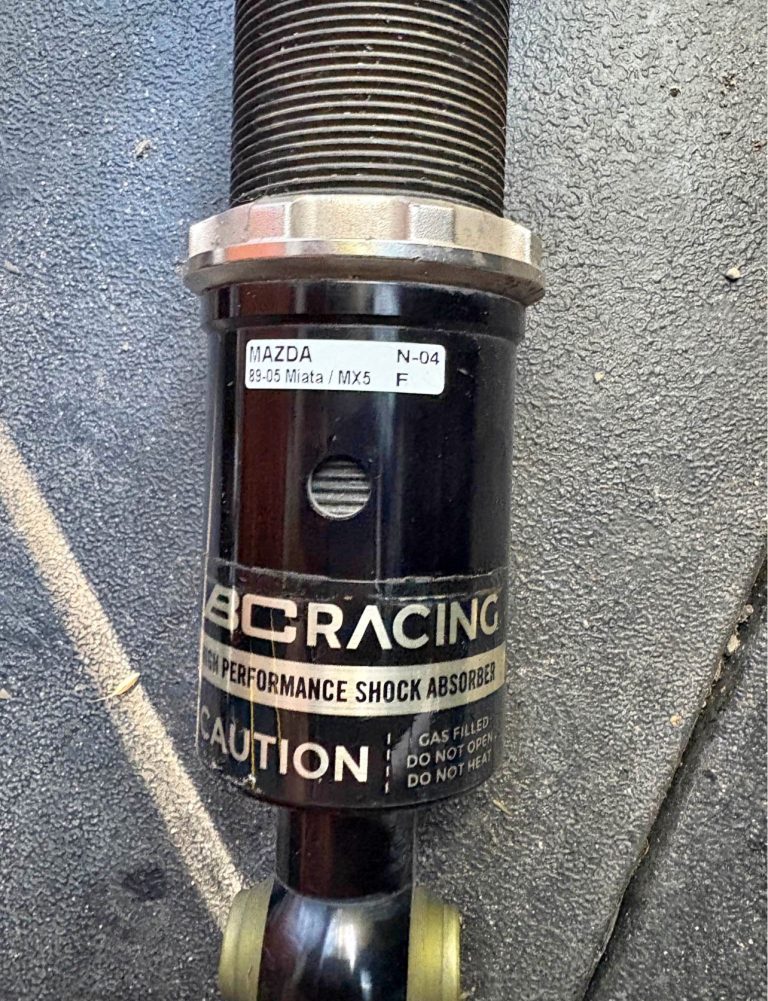 MAZDA N-04
89-05 Miata / MX5 F
BC RACING
HIGH PERFORMANCE SHOCK ABSORBER
CAUTION
GAS FILLED
DO NOT OPEN
DO NOT HEAT